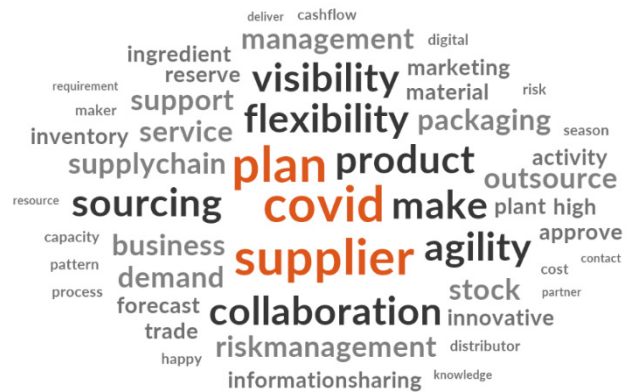 deliver cashflow
management digital
ingredient
reserve visibility marketing
requirement material risk
maker support flexibility packaging season
inventory service
supplychain plan product activity
outsource
resource sourcing covid make plant high
capacity business supplier agility approve
pattern contact
process demand stock cost partner
forecast collaboration innovative
trade
happy riskmanagement distributor
informationsharing knowledge